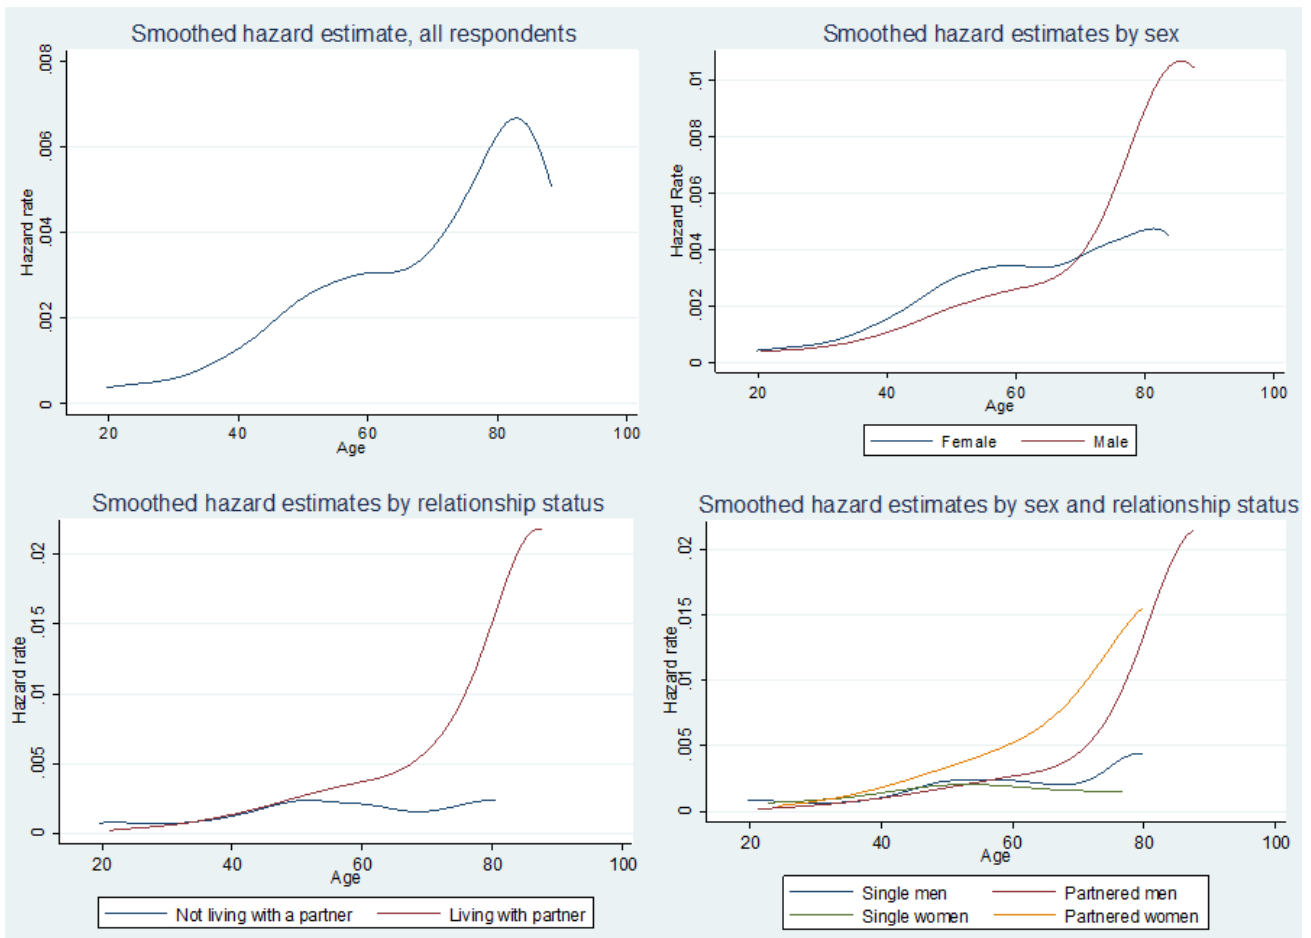 Smoothed hazard estimate, all respondents
Hazard rate
.008
.006
.004
.002
0
20 40 60 80 100
Age
Smoothed hazard estimates by sex
Hazard Rate
.01
.008
.006
.004
.002
0
20 40 60 80 100
Age
Female Male
Smoothed hazard estimates by relationship status
Hazard rate
.02
.015
.01
.005
0
20 40 60 80 100
Age
Not living with a partner Living with partner
Smoothed hazard estimates by sex and relationship status
Hazard rate
.02
.015
.01
.005
0
20 40 60 80 100
Age
Single men Partnered men
Single women Partnered women